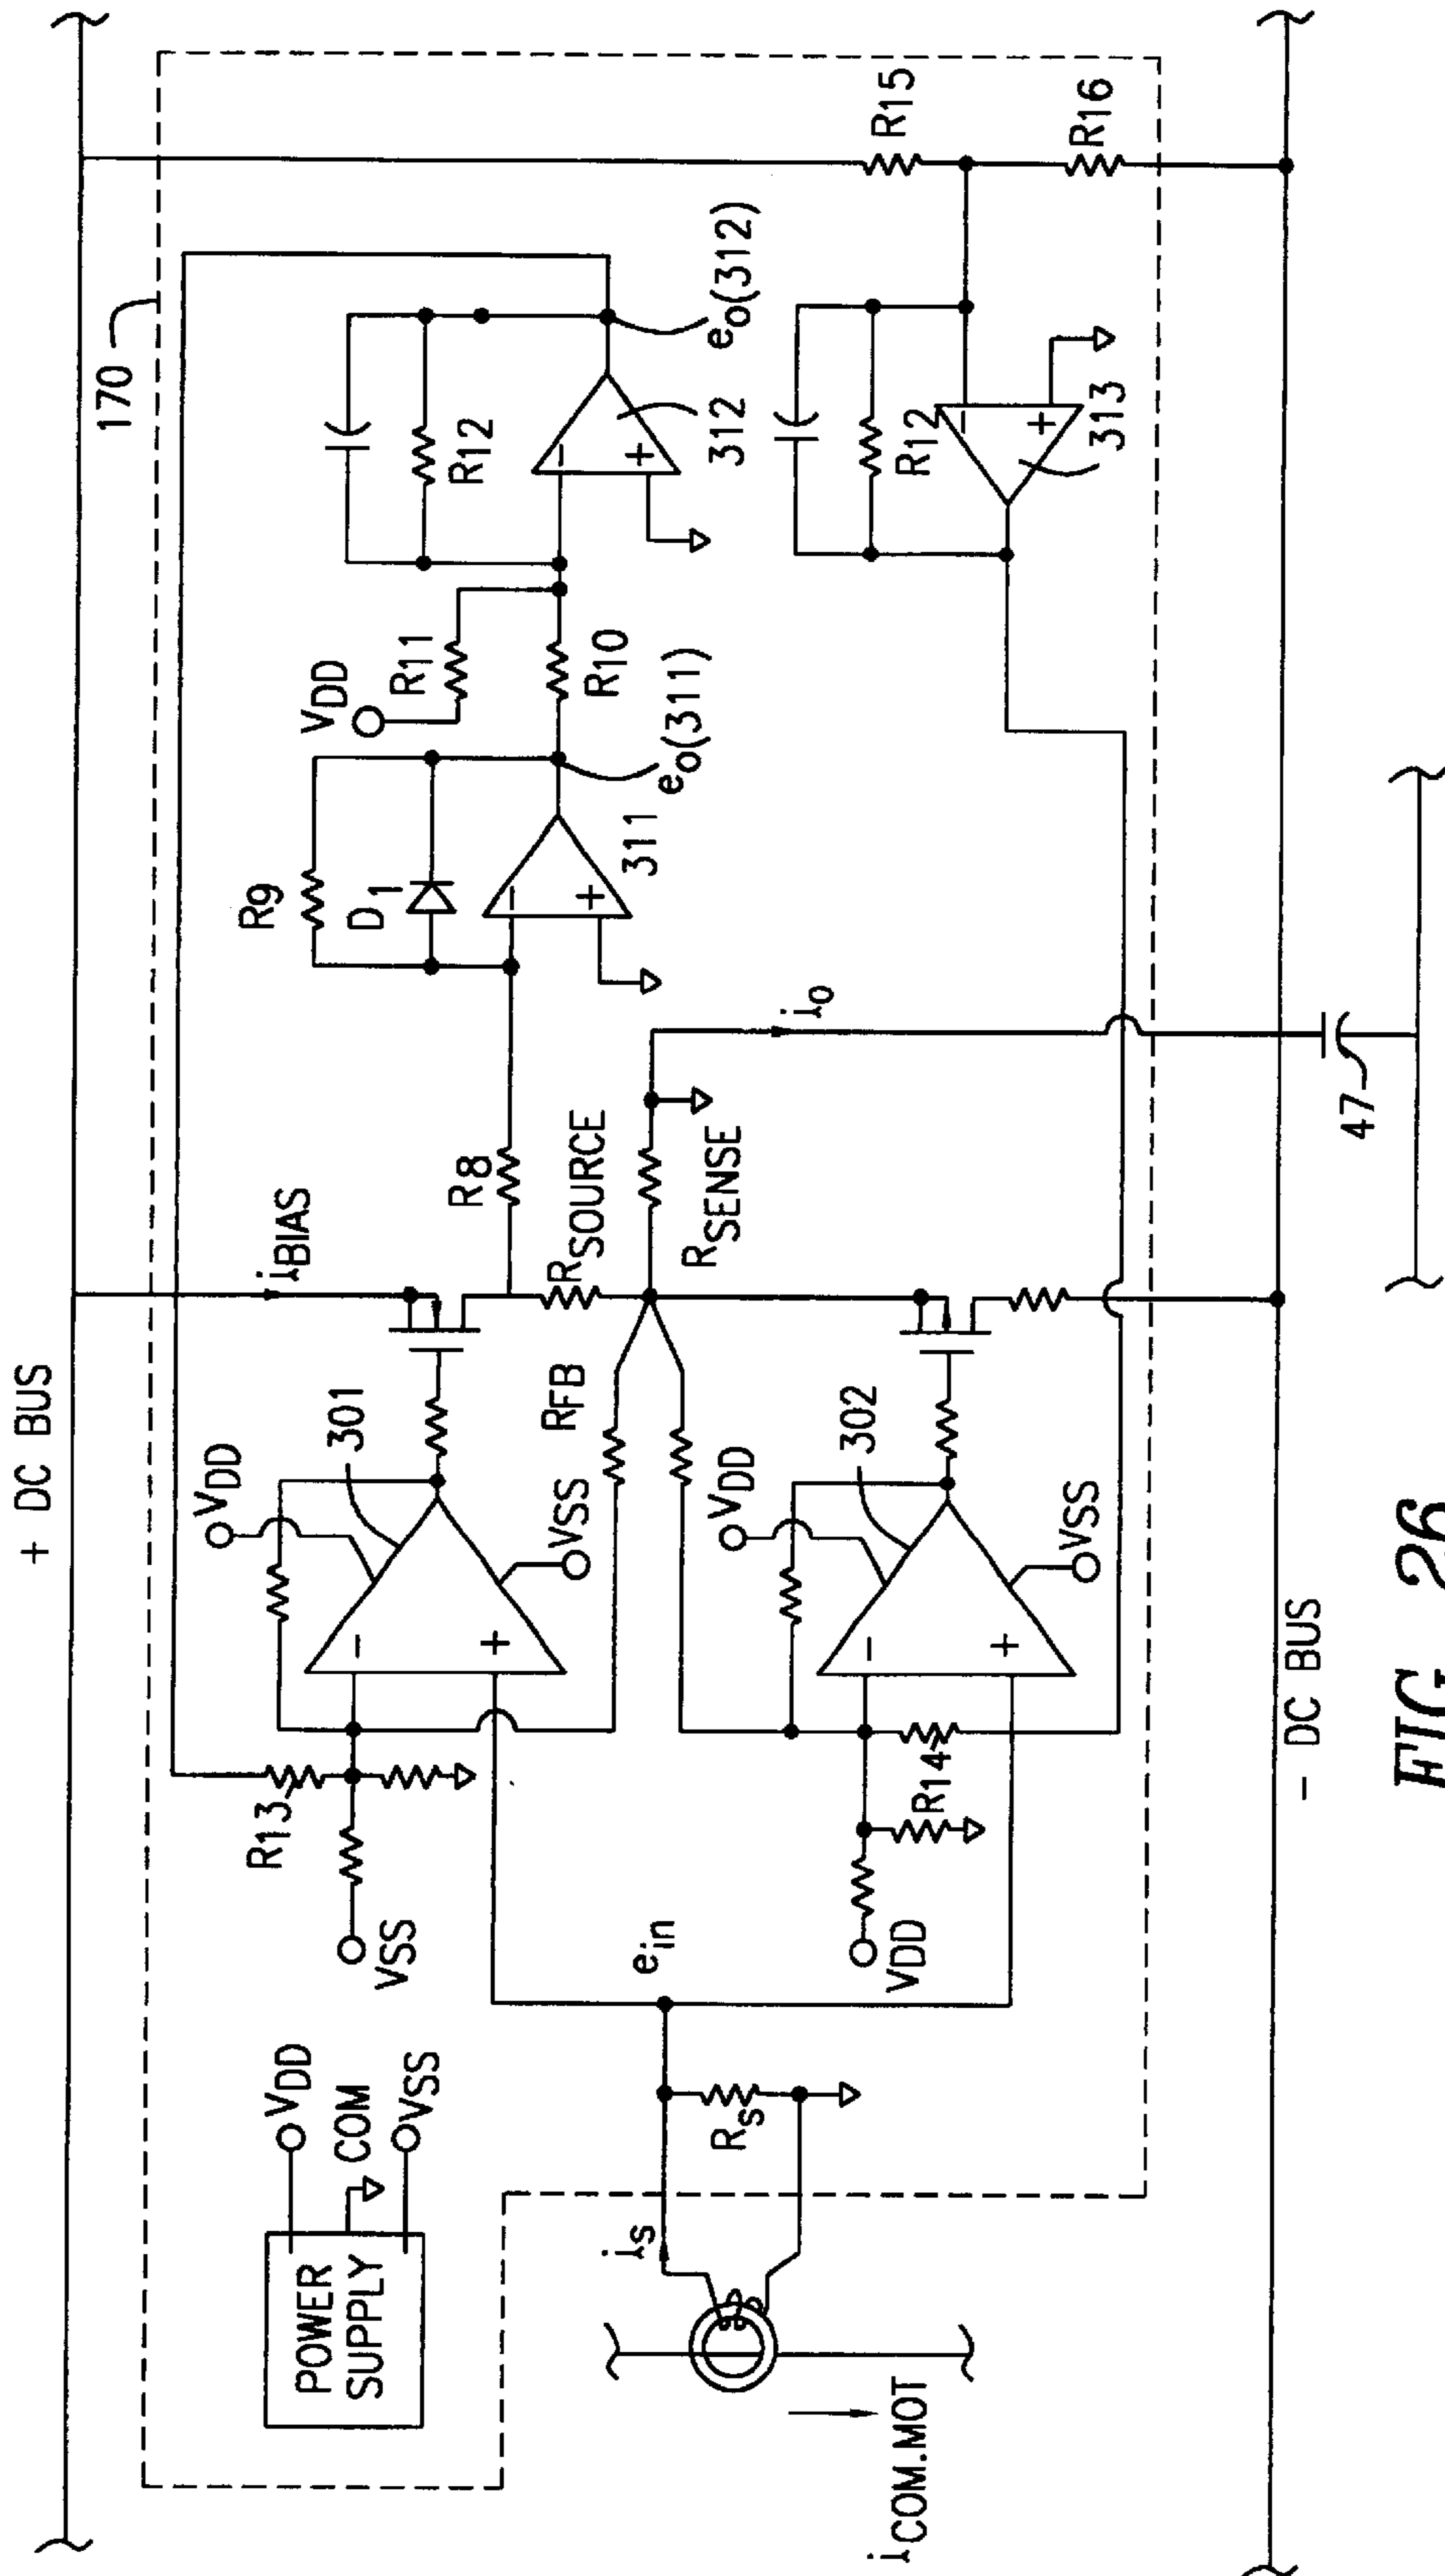 + DC BUS
170
iBIAS
VDD
301
R13
VSS
VSS
RFB
R8
RSOURCE
RSENSE
R9
D1
−
+
311
eo(311)
VDD
R11
R10
R12
−
+
312
eo(312)
R15
R16
R12
−
+
313
io
47
−
+
VDD
302
VSS
−
+
R14
VDD
ein
POWER
SUPPLY
VDD
COM
VSS
is
Rs
iCOM.MOT
− DC BUS
FIG. 26